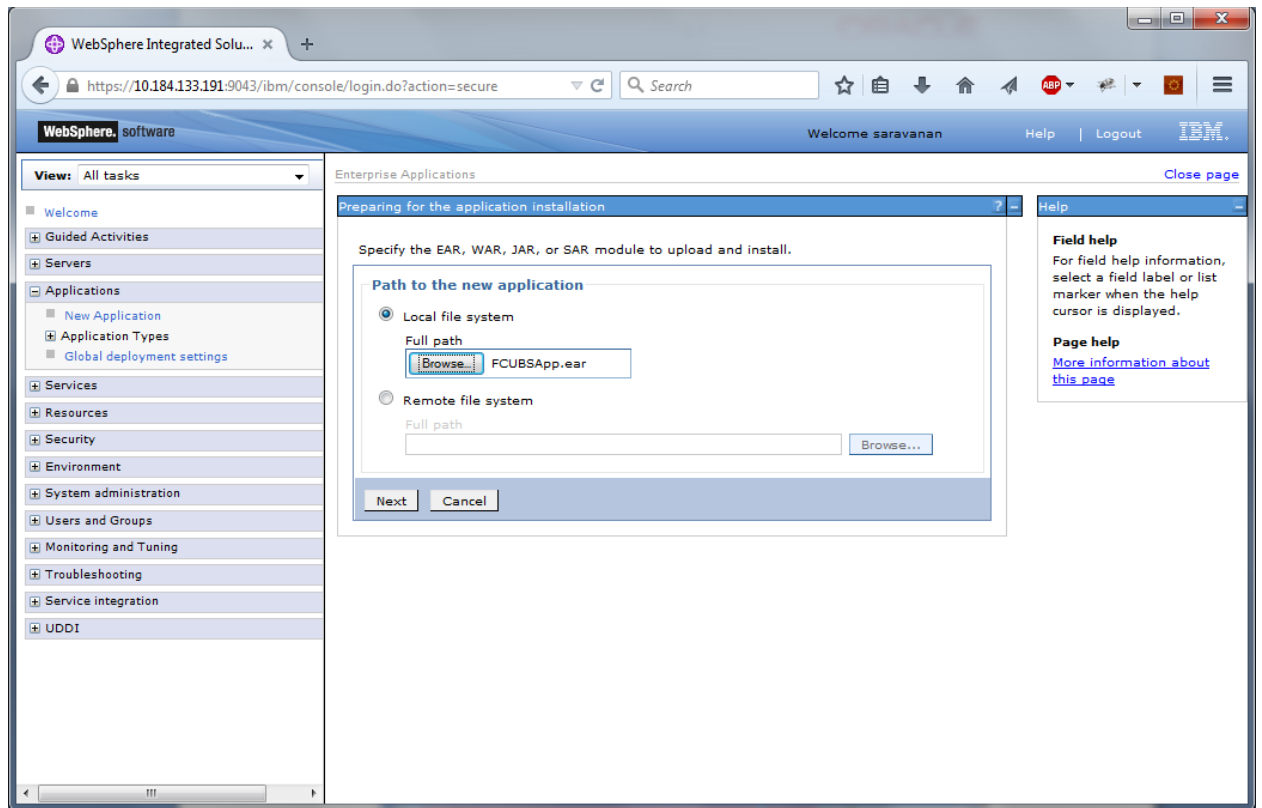 WebSphere Integrated Solu... × +
https://10.184.133.191:9043/ibm/console/login.do?action=secure Search ABP
WebSphere. software Welcome saravanan Help | Logout IBM.
View: All tasks
Enterprise Applications Close page
Welcome
Guided Activities
Servers
Applications
New Application
Application Types
Global deployment settings
Services
Resources
Security
Environment
System administration
Users and Groups
Monitoring and Tuning
Troubleshooting
Service integration
UDDI
Preparing for the application installation ? –
Specify the EAR, WAR, JAR, or SAR module to upload and install.
Path to the new application
Local file system
Full path
Browse... FCUBSApp.ear
Remote file system
Full path
Browse...
Next Cancel
Help –
Field help
For field help information,
select a field label or list
marker when the help
cursor is displayed.
Page help
More information about
this page